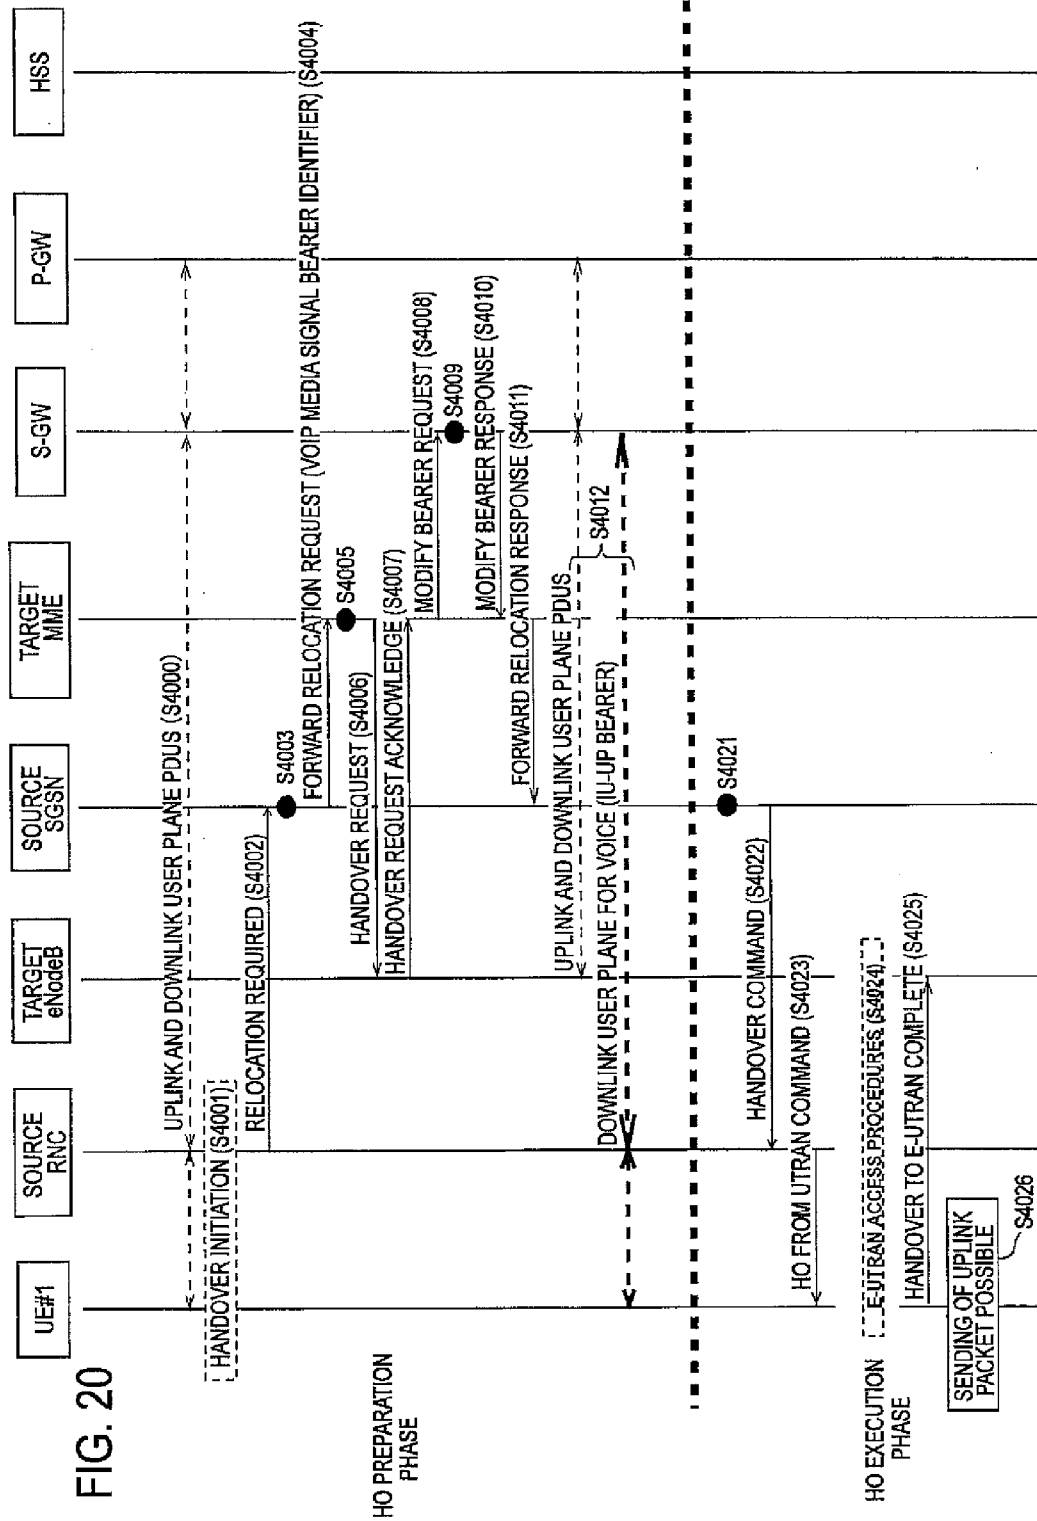 FIG. 20
UE#1
SOURCE
RNC
TARGET
eNodeB
SOURCE
SGSN
TARGET
MME
S-GW
P-GW
HSS
UPLINK AND DOWNLINK USER PLANE PDUS (S4000)
HANDOVER INITIATION (S4001)
RELOCATION REQUIRED (S4002)
S4003
FORWARD RELOCATION REQUEST (VOIP MEDIA SIGNAL BEARER IDENTIFIER) (S4004)
S4005
HO PREPARATION
PHASE
HANDOVER REQUEST (S4006)
HANDOVER REQUEST ACKNOWLEDGE (S4007)
MODIFY BEARER REQUEST (S4008)
S4009
MODIFY BEARER RESPONSE (S4010)
FORWARD RELOCATION RESPONSE (S4011)
UPLINK AND DOWNLINK USER PLANE PDUS
S4012
DOWNLINK USER PLANE FOR VOICE (IU-UP BEARER)
S4021
HANDOVER COMMAND (S4022)
HO FROM UTRAN COMMAND (S4023)
HO EXECUTION
PHASE
E-UTRAN ACCESS PROCEDURES (S4024)
HANDOVER TO E-UTRAN COMPLETE (S4025)
SENDING OF UPLINK
PACKET POSSIBLE
S4026